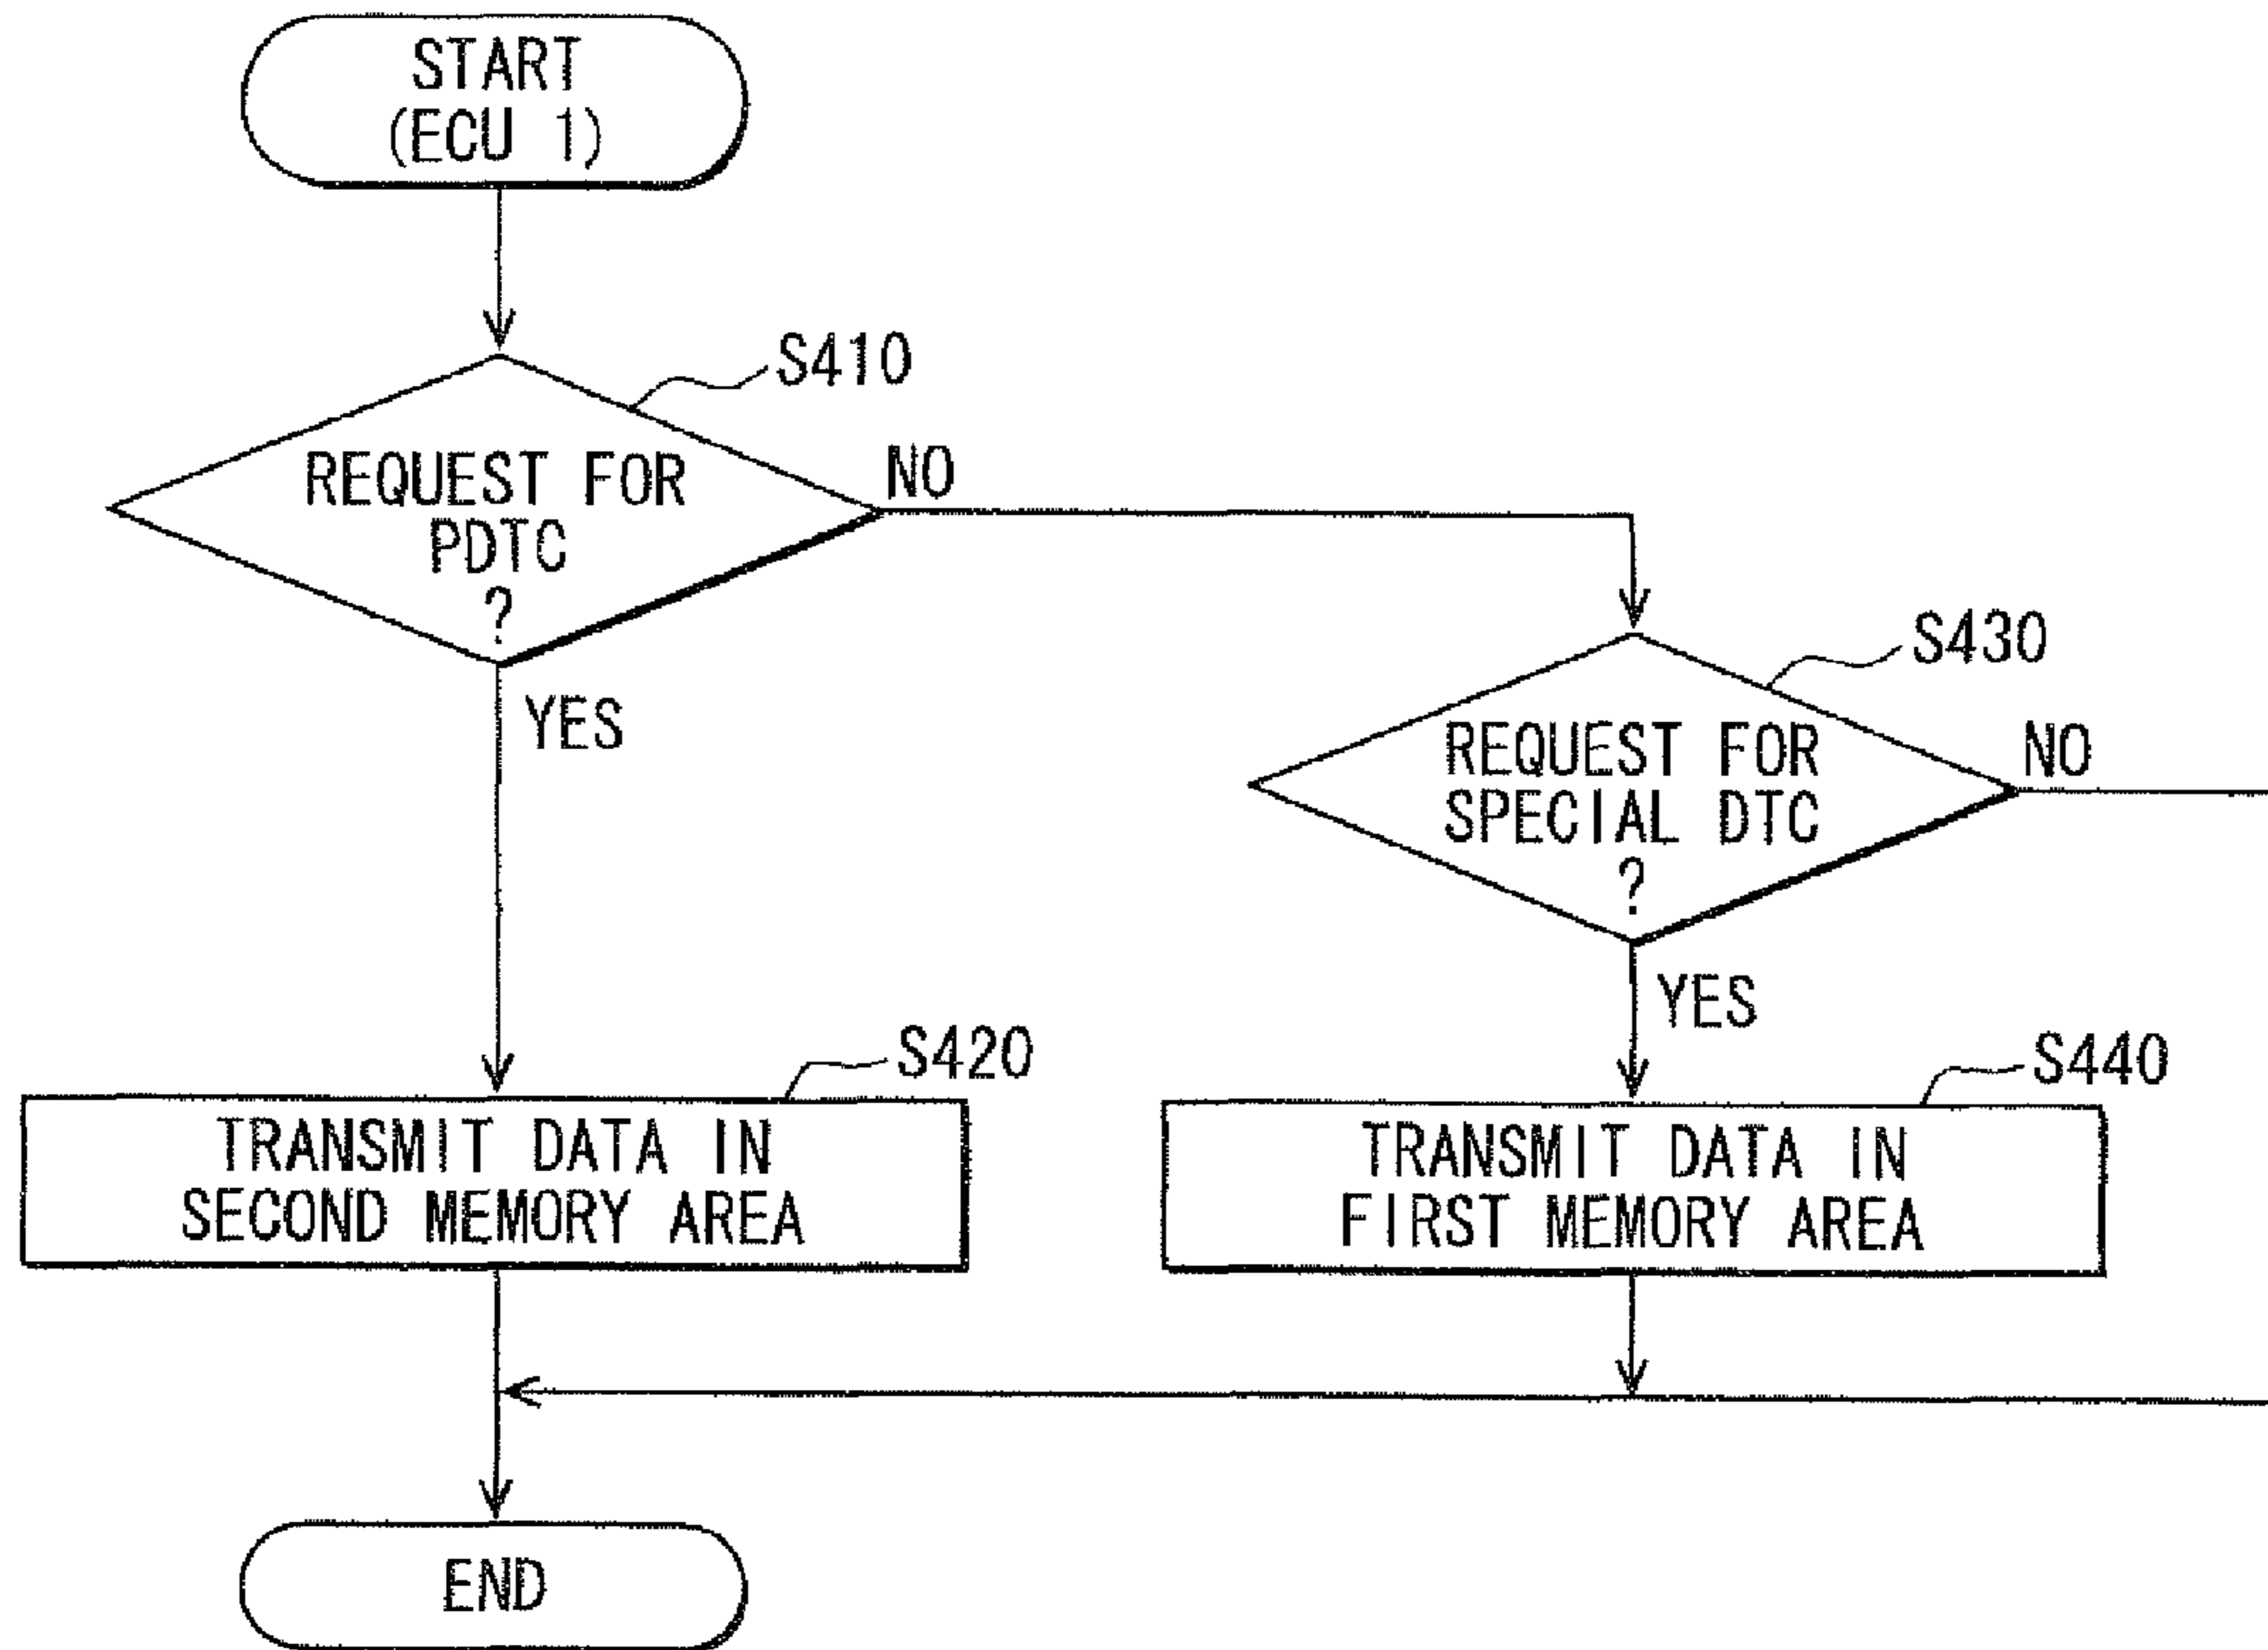 START
(ECU 1)
S410
REQUEST FOR
PDTC
?
NO
YES
S430
REQUEST FOR
SPECIAL DTC
?
NO
YES
S420
TRANSMIT DATA IN
SECOND MEMORY AREA
S440
TRANSMIT DATA IN
FIRST MEMORY AREA
END